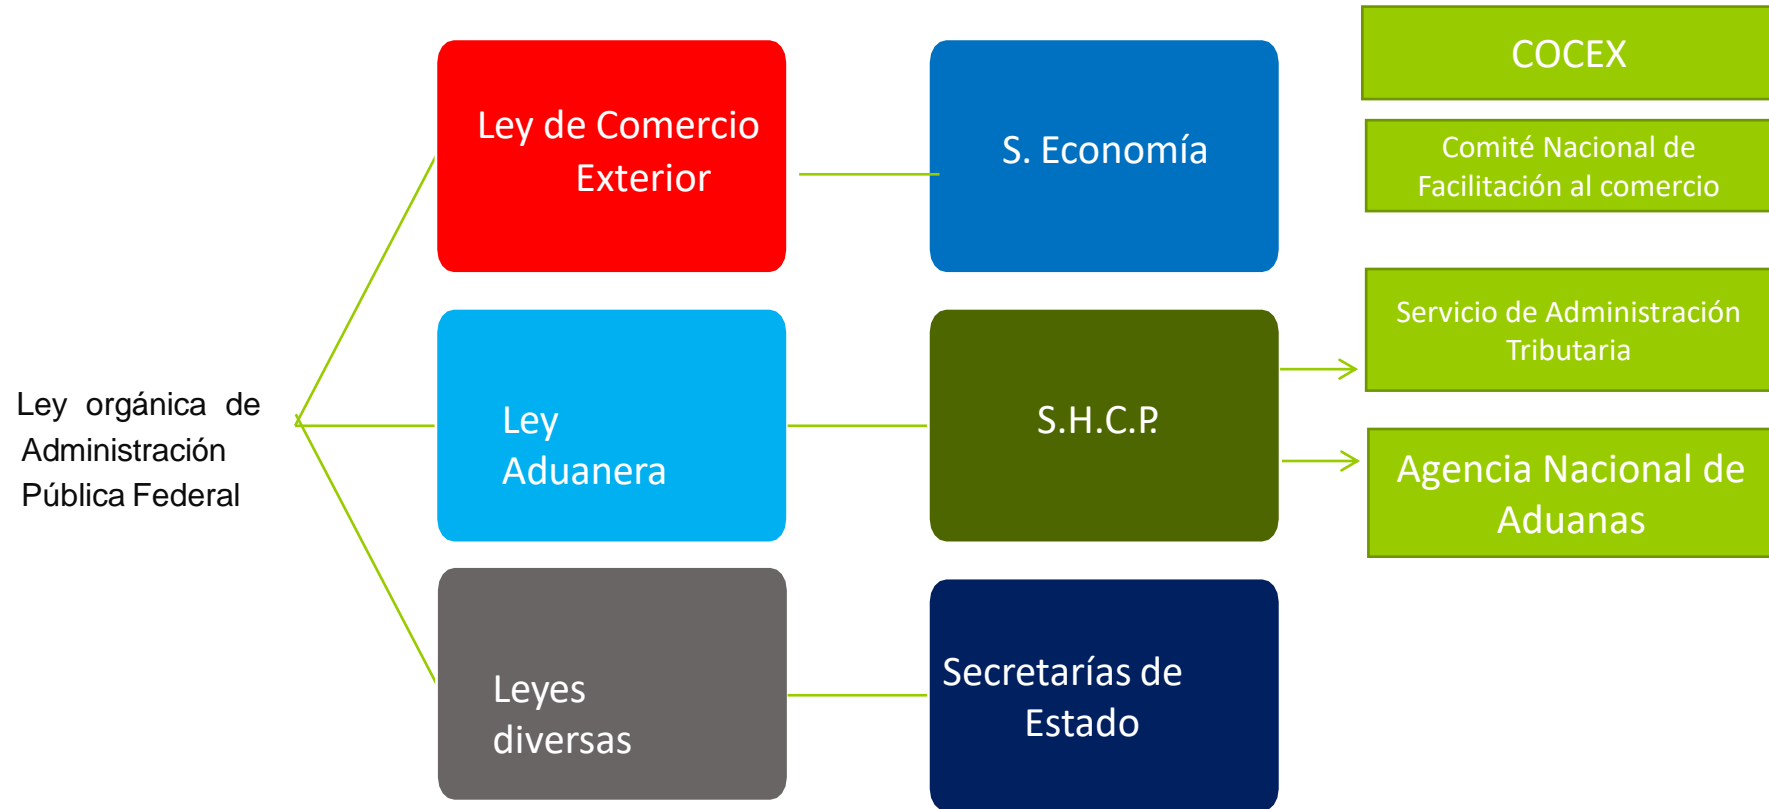 Ley orgánica de
Administración
Pública Federal
Ley de Comercio
Exterior
S. Economía
COCEX
Comité Nacional de
Facilitación al comercio
Ley
Aduanera
S.H.C.P.
Servicio de Administración
Tributaria
Agencia Nacional de
Aduanas
Leyes
diversas
Secretarías de
Estado